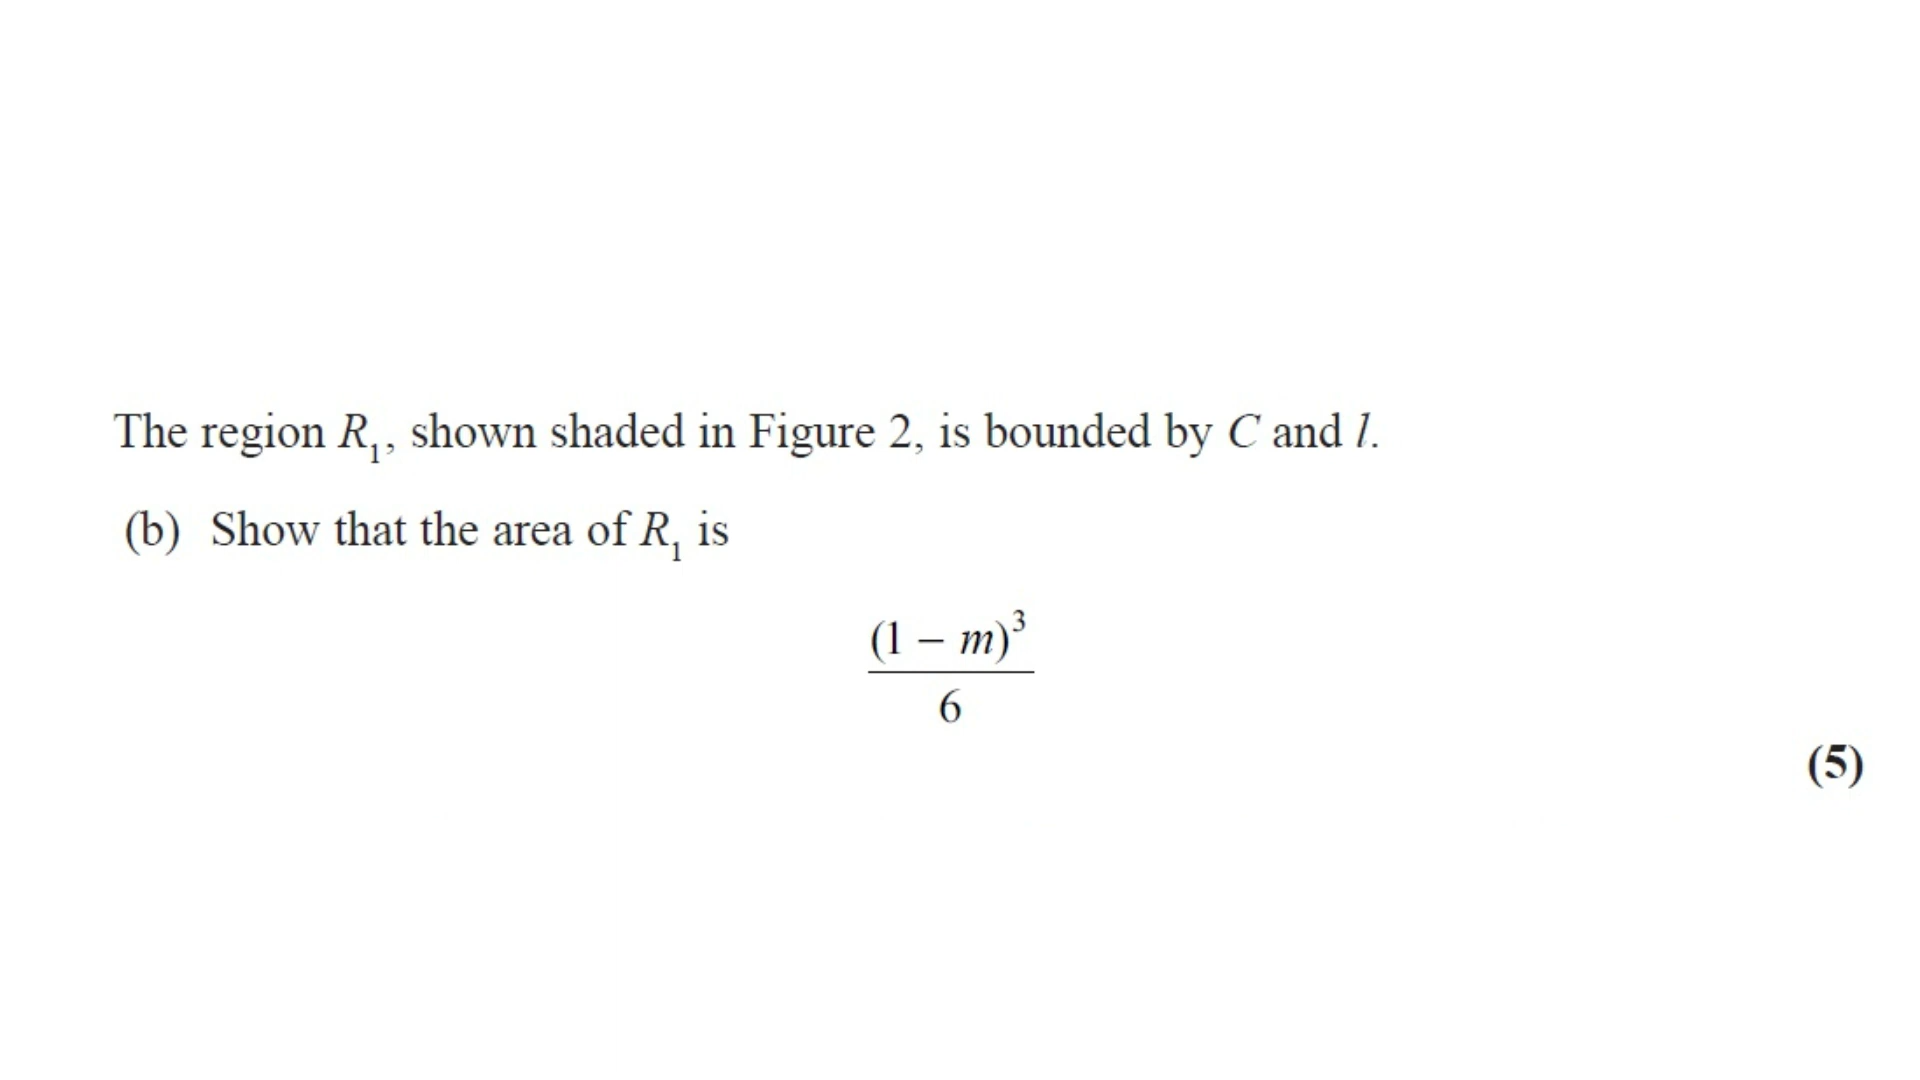 The region R₁, shown shaded in Figure 2, is bounded by C and l.
(b) Show that the area of R₁ is
(1 – m)³
6
(5)